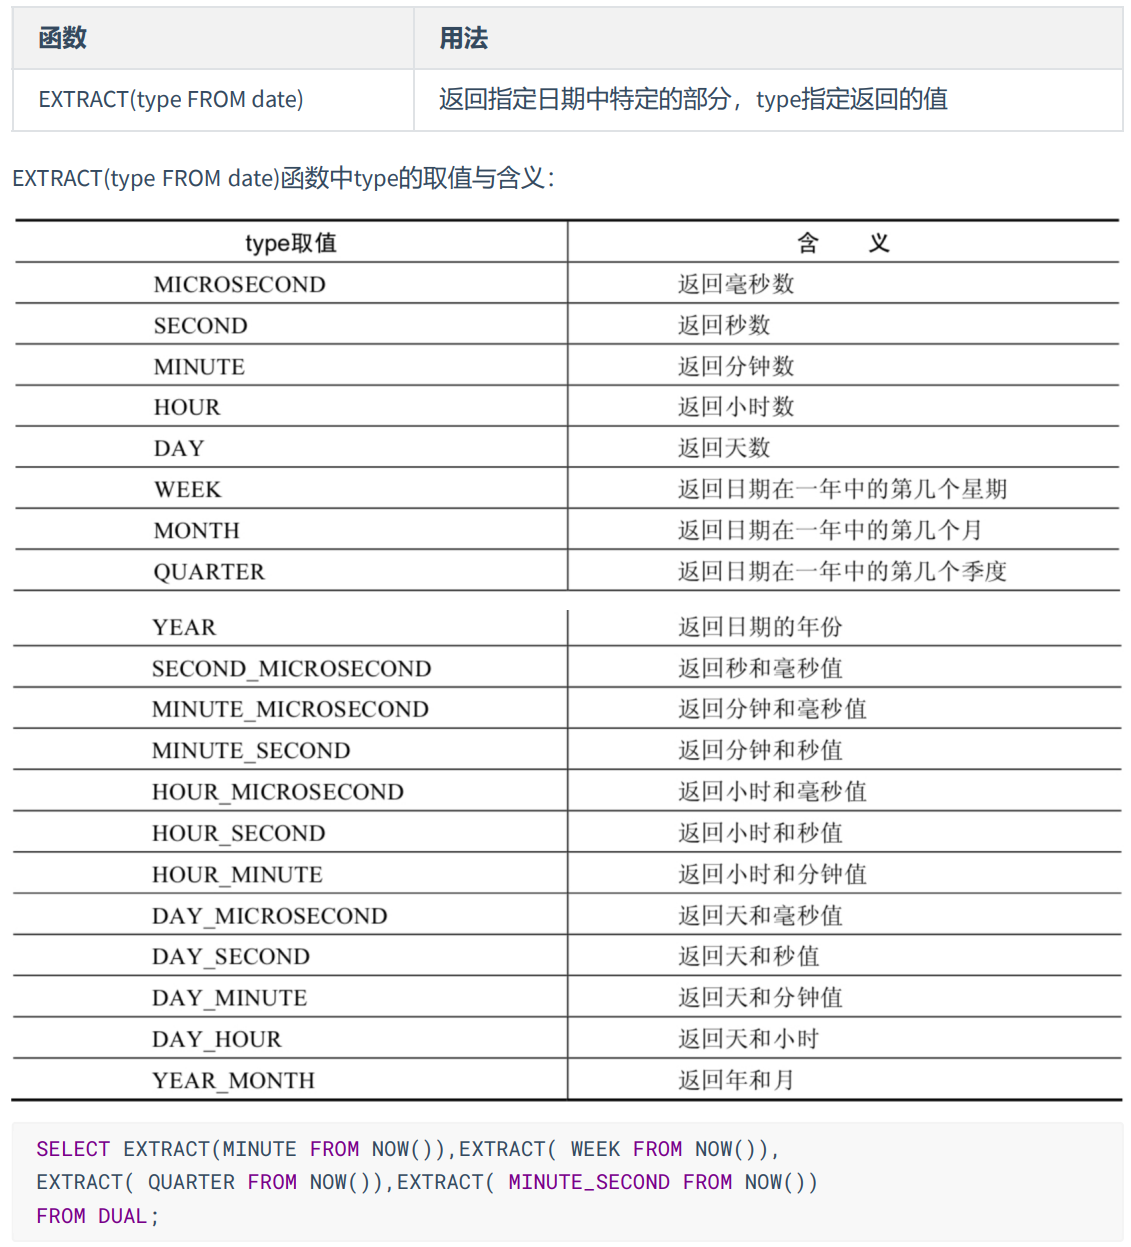 函数 用法
EXTRACT(type FROM date) 返回指定日期中特定的部分，type指定返回的值
EXTRACT(type FROM date)函数中type的取值与含义：
type取值 含 义
MICROSECOND 返回毫秒数
SECOND 返回秒数
MINUTE 返回分钟数
HOUR 返回小时数
DAY 返回天数
WEEK 返回日期在一年中的第几个星期
MONTH 返回日期在一年中的第几个月
QUARTER 返回日期在一年中的第几个季度
YEAR 返回日期的年份
SECOND_MICROSECOND 返回秒和毫秒值
MINUTE_MICROSECOND 返回分钟和毫秒值
MINUTE_SECOND 返回分钟和秒值
HOUR_MICROSECOND 返回小时和毫秒值
HOUR_SECOND 返回小时和秒值
HOUR_MINUTE 返回小时和分钟值
DAY_MICROSECOND 返回天和毫秒值
DAY_SECOND 返回天和秒值
DAY_MINUTE 返回天和分钟值
DAY_HOUR 返回天和小时
YEAR_MONTH 返回年和月
SELECT EXTRACT(MINUTE FROM NOW()),EXTRACT( WEEK FROM NOW()),
EXTRACT( QUARTER FROM NOW()),EXTRACT( MINUTE_SECOND FROM NOW())
FROM DUAL;